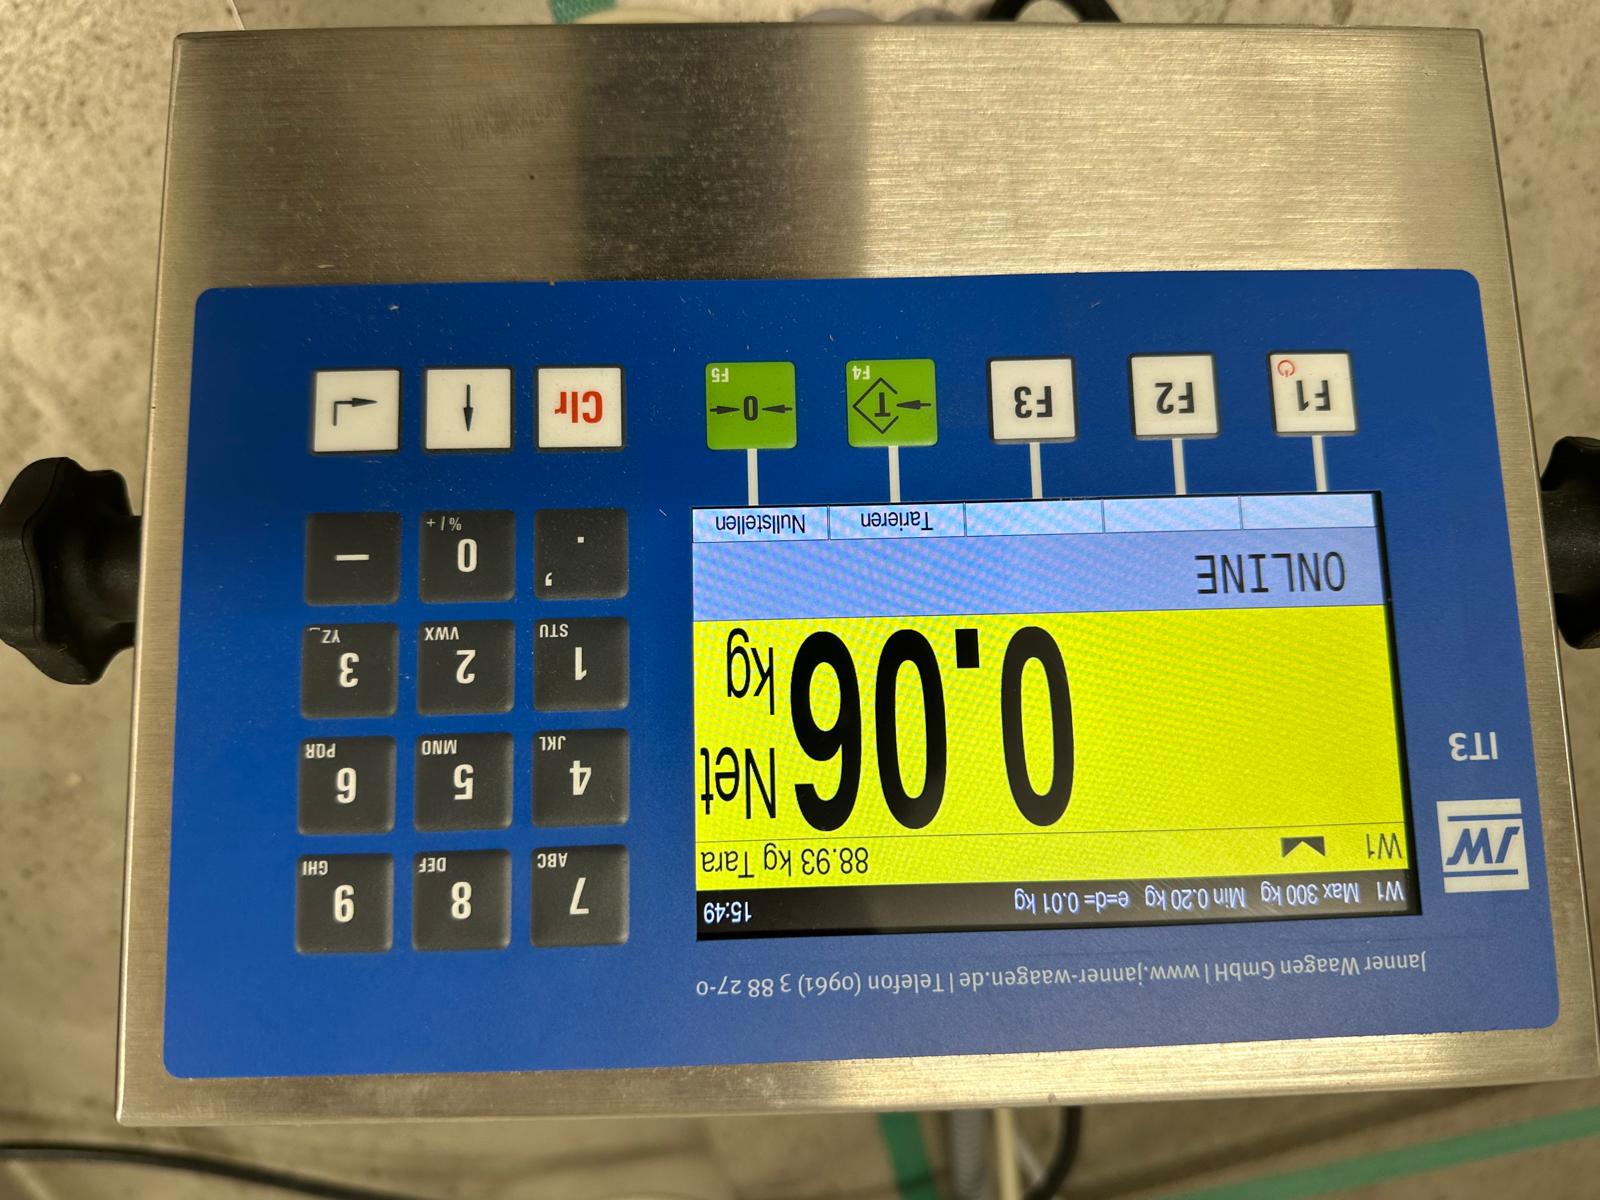 Janner Waagen GmbH | www.janner-waagen.de | Telefon (0961) 3 88 27-0
W1 Max 300 kg Min 0.20 kg e=d= 0.01 kg 15:49
W1 88.93 kg Tara
0.06 Net kg
ONLINE
Tarieren Nullstellen
JW
IT3
F1 F2 F3 T F4 0 F5
7 ABC 8 DEF 9 GHI
4 JKL 5 MNO 6 PQR
1 STU 2 VWX 3 YZ_
. , 0 % / + –
Clr